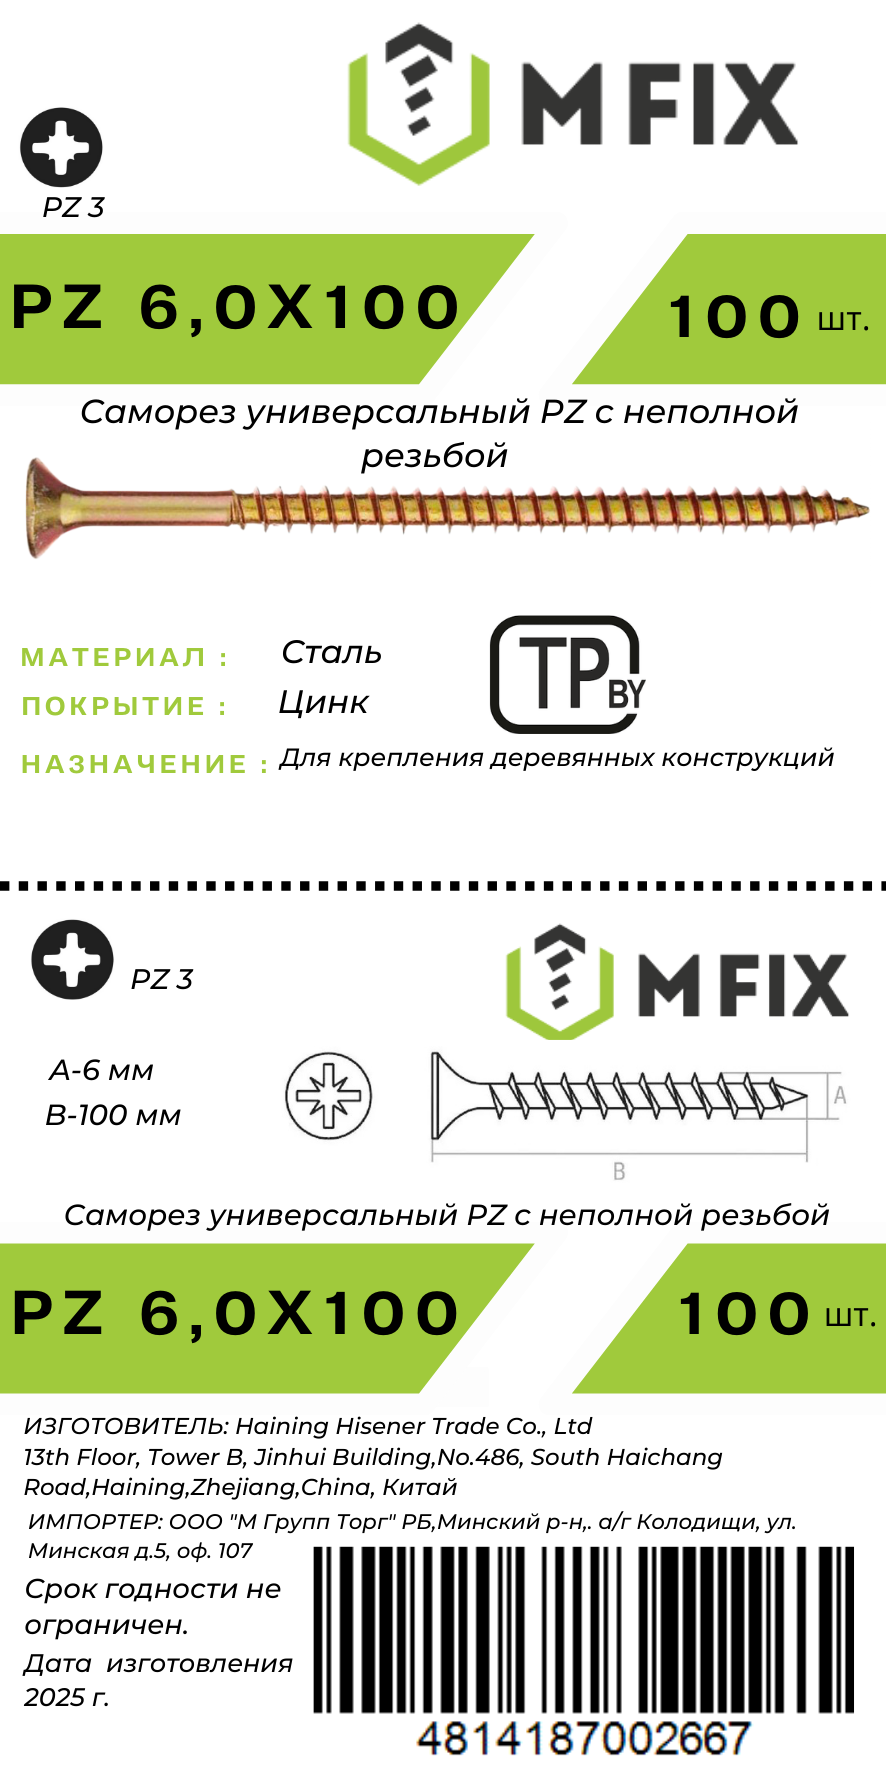 MFIX
PZ 3
PZ 6,0X100
100 шт.
Саморез универсальный PZ с неполной
резьбой
МАТЕРИАЛ : Сталь
ПОКРЫТИЕ : Цинк
TP BY
НАЗНАЧЕНИЕ : Для крепления деревянных конструкций
PZ 3
MFIX
A-6 мм
B-100 мм
A
B
Саморез универсальный PZ с неполной резьбой
PZ 6,0X100
100 шт.
ИЗГОТОВИТЕЛЬ: Haining Hisener Trade Co., Ltd
13th Floor, Tower B, Jinhui Building,No.486, South Haichang
Road,Haining,Zhejiang,China, Китай
ИМПОРТЕР: ООО "М Групп Торг" РБ,Минский р-н,. а/г Колодищи, ул.
Минская д.5, оф. 107
Срок годности не
ограничен.
Дата изготовления
2025 г.
4814187002667